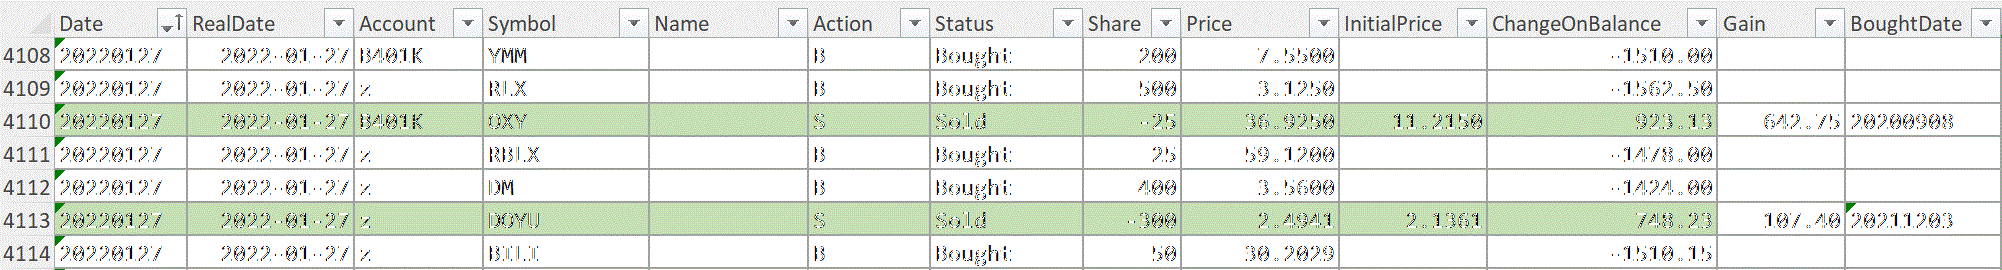 Date RealDate Account Symbol Name Action Status Share Price InitialPrice ChangeOnBalance Gain BoughtDate
4108 20220127 2022-01-27 B401K YMM B Bought 200 7.5500 -1510.00
4109 20220127 2022-01-27 z RLX B Bought 500 3.1250 -1562.50
4110 20220127 2022-01-27 B401K OXY S Sold -25 36.9250 11.2150 923.13 642.75 20200908
4111 20220127 2022-01-27 z RBLX B Bought 25 59.1200 -1478.00
4112 20220127 2022-01-27 z DM B Bought 400 3.5600 -1424.00
4113 20220127 2022-01-27 z DOYU S Sold -300 2.4941 2.1361 748.23 107.40 20211203
4114 20220127 2022-01-27 z BILI B Bought 50 30.2029 -1510.15